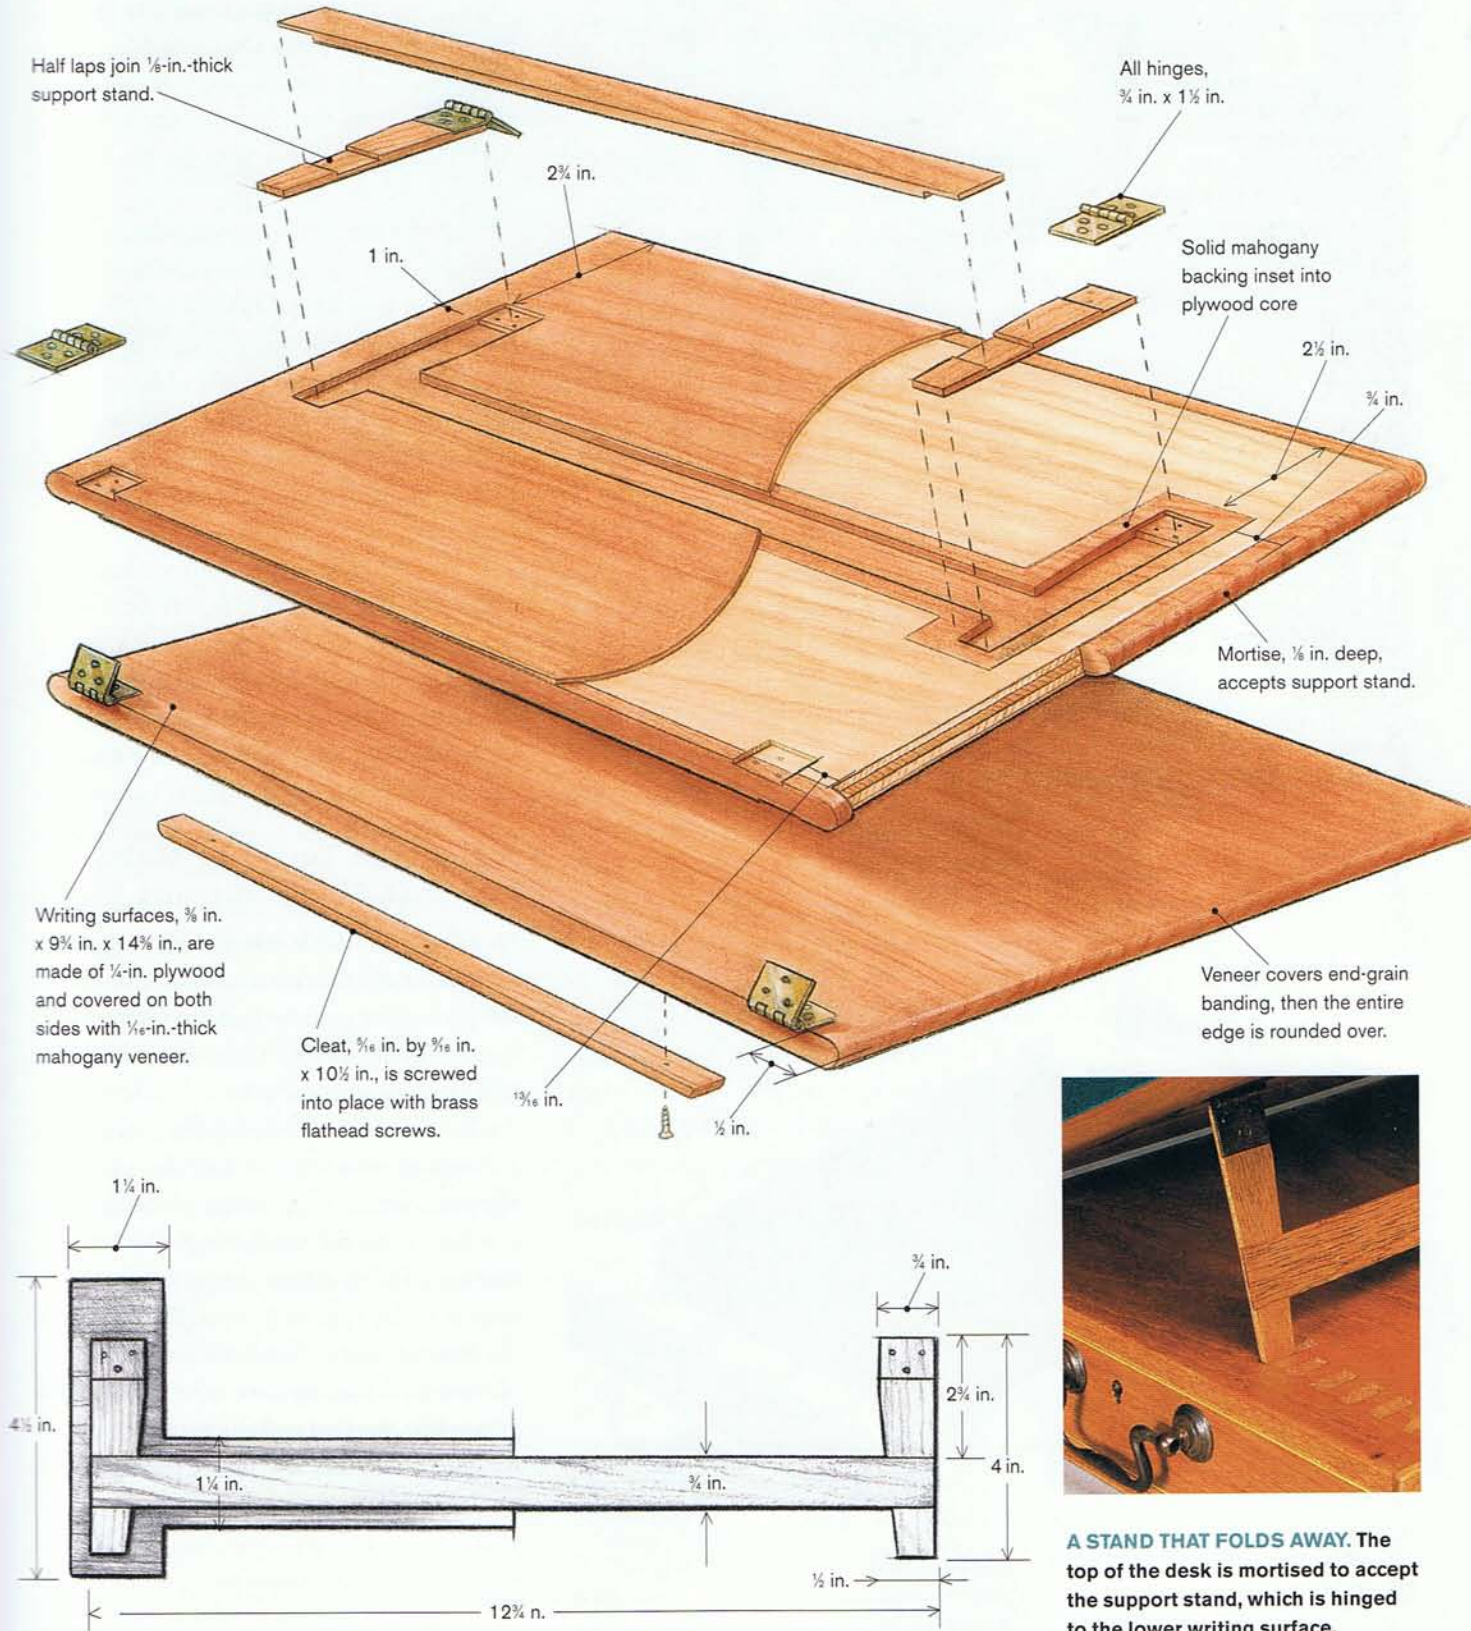 Half laps join ⅛-in.-thick
support stand.
All hinges,
¾ in. x 1½ in.
2¾ in.
1 in.
Solid mahogany
backing inset into
plywood core
2½ in.
¾ in.
Mortise, ⅛ in. deep,
accepts support stand.
Writing surfaces, ⅜ in.
x 9¾ in. x 14⅜ in., are
made of ¼-in. plywood
and covered on both
sides with 1/16-in.-thick
mahogany veneer.
Cleat, 9/16 in. by 9/16 in.
x 10½ in., is screwed
into place with brass
flathead screws.
13/16 in.
½ in.
Veneer covers end-grain
banding, then the entire
edge is rounded over.
1¼ in.
¾ in.
4½ in.
2¾ in.
4 in.
1¼ in.
¾ in.
½ in.
12¾ n.
A STAND THAT FOLDS AWAY. The
top of the desk is mortised to accept
the support stand, which is hinged
to the lower writing surface.